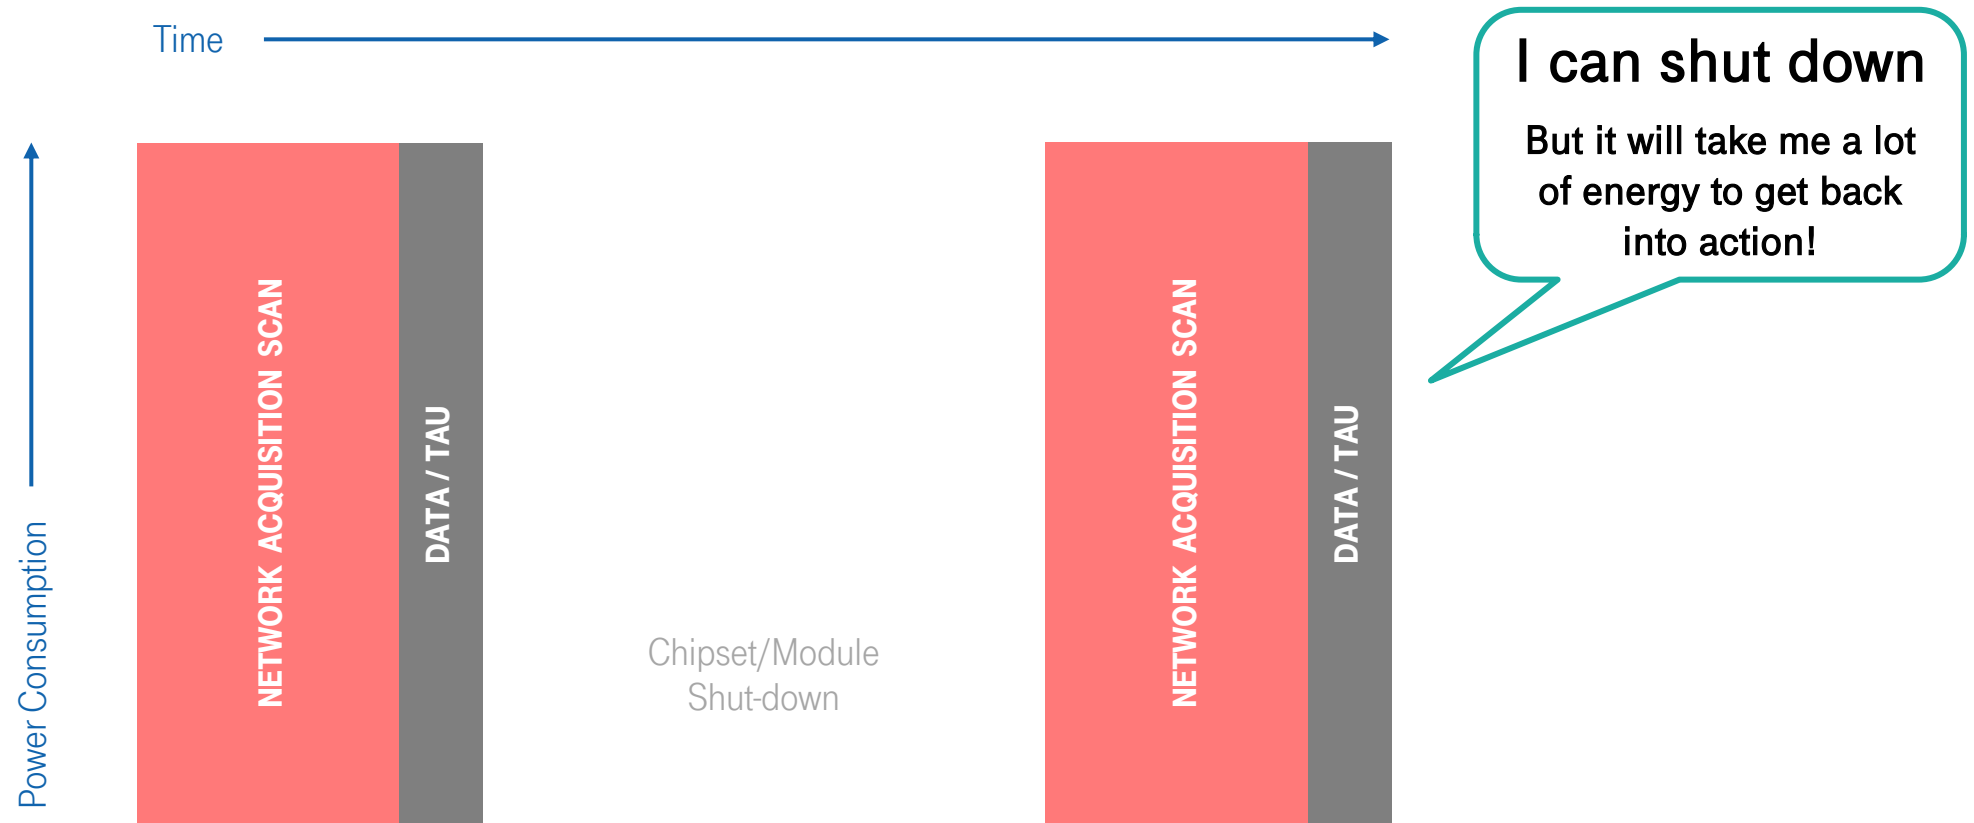 Time
I can shut down
But it will take me a lot
of energy to get back
into action!
Power Consumption
NETWORK ACQUISITION SCAN
DATA / TAU
Chipset/Module
Shut-down
NETWORK ACQUISITION SCAN
DATA / TAU